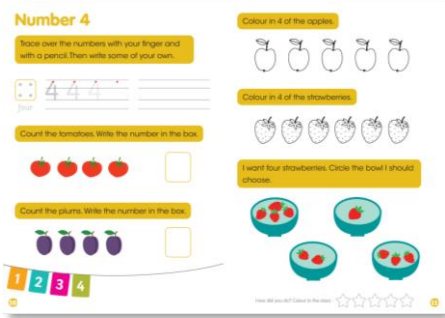 Number 4
Trace over the numbers with your finger and
with a pencil. Then write some of your own.
4 4 4
four
Count the tomatoes. Write the number in the box.
Count the plums. Write the number in the box.
1 2 3 4
Colour in 4 of the apples.
Colour in 4 of the strawberries.
I want four strawberries. Circle the bowl I should
choose.
How did you do? Colour in the stars.